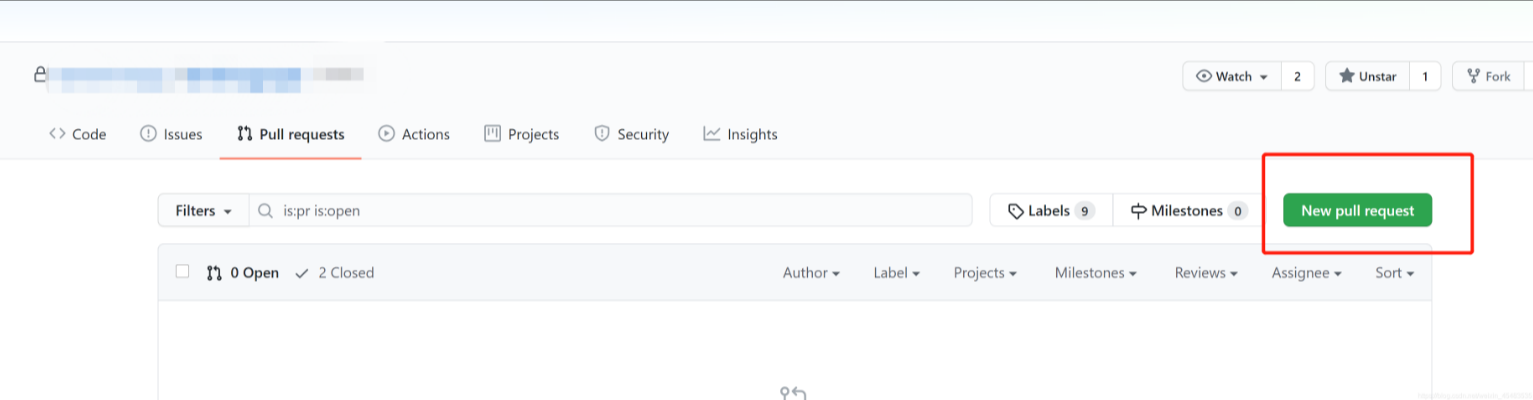 Watch 2 Unstar 1 Fork
Code Issues Pull requests Actions Projects Security Insights
Filters is:pr is:open Labels 9 Milestones 0 New pull request
0 Open 2 Closed Author Label Projects Milestones Reviews Assignee Sort